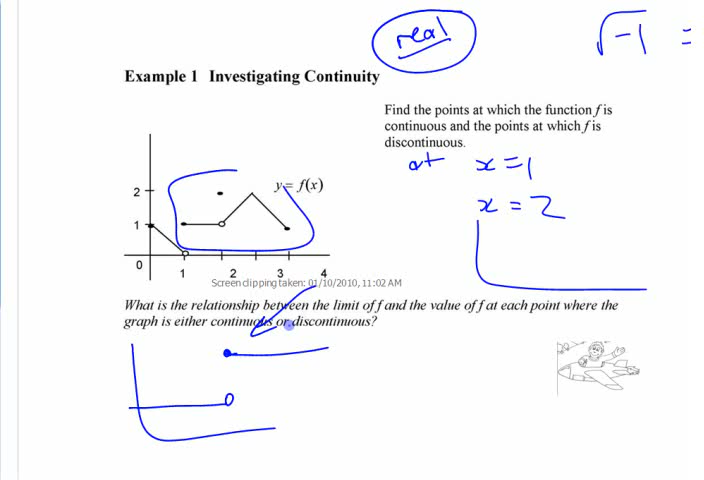 real
√-1 =
Example 1 Investigating Continuity
Find the points at which the function f is
continuous and the points at which f is
discontinuous.
at x=1
x = 2
y = f(x)
2
1
0
1 2 3 4
Screen clipping taken: 01/10/2010, 11:02 AM
What is the relationship between the limit of f and the value of f at each point where the
graph is either continuous or discontinuous?